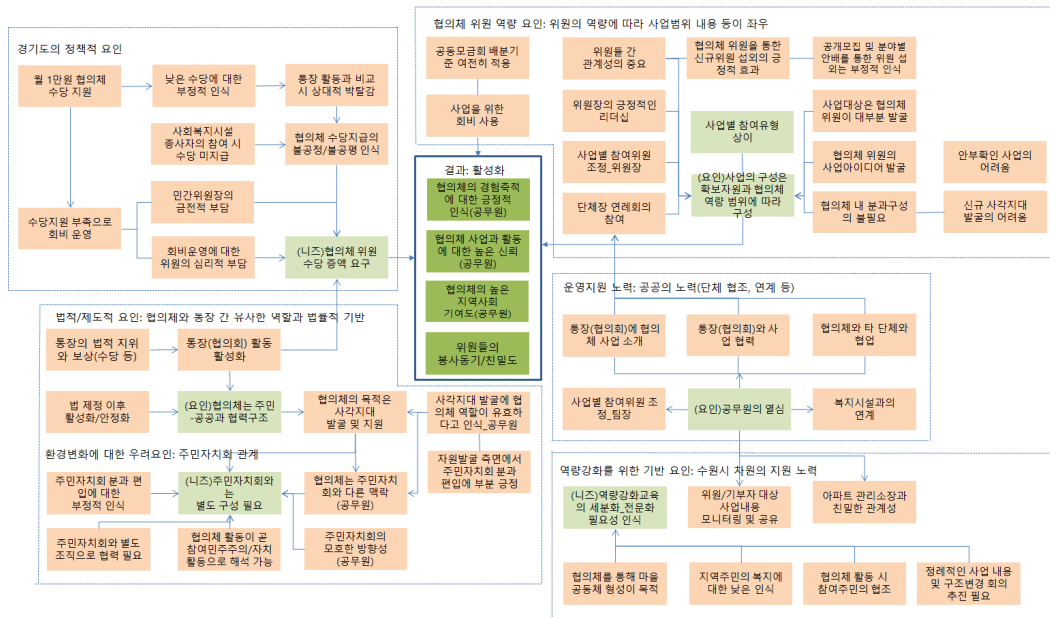 경기도의 정책적 요인
월 1만원 협의체
수당 지원
낮은 수당에 대한
부정적 인식
통장 활동과 비교
시 상대적 박탈감
사회복지시설
종사자의 참여 시
수당 미지급
협의체 수당지급의
불공정/불공평 인식
민간위원장의
금전적 부담
수당지원 부족으로
회비 운영
회비운영에 대한
위원의 심리적 부담
(니즈)협의체 위원
수당 증액 요구
협의체 위원 역량 요인: 위원의 역량에 따라 사업범위 내용 등이 좌우
공동모금회 배분기
준 여전히 적용
사업을 위한
회비 사용
위원들 간
관계성의 중요
협의체 위원을 통한
신규위원 섭외의 긍
정적 효과
공개모집 및 분야별
안배를 통한 위원 섭
외는 부정적 인식
위원장의 긍정적인
리더십
사업별 참여유형
상이
사업대상은 협의체
위원이 대부분 발굴
사업별 참여위원
조정_위원장
(요인)사업의 구성은
확보자원과 협의체
역량 범위에 따라
구성
협의체 위원의
사업아이디어 발굴
안부확인 사업의
어려움
단체장 연례회의
참여
협의체 내 분과구성
의 불필요
신규 사각지대
발굴의 어려움
결과: 활성화
협의체의 경험축적
에 대한 긍정적
인식(공무원)
협의체 사업과 활동
에 대한 높은 신뢰
(공무원)
협의체의 높은
지역사회
기여도(공무원)
위원들의
봉사동기/친밀도
법적/제도적 요인: 협의체와 통장 간 유사한 역할과 법률적 기반
통장의 법적 지위
와 보상(수당 등)
통장(협의회) 활동
활성화
법 제정 이후
활성화/안정화
(요인)협의체는 주민
-공공과 협력구조
협의체의 목적은
사각지대
발굴 및 지원
사각지대 발굴에 협
의체 역할이 유효하
다고 인식_공무원
환경변화에 대한 우려요인: 주민자치회 관계
자원발굴 측면에서
주민자치회 분과
편입에 부분 긍정
주민자치회 분과 편
입에 대한
부정적 인식
(니즈)주민자치회와
는
별도 구성 필요
협의체는 주민자치
회와 다른 맥락
(공무원)
주민자치회와 별도
조직으로 협력 필요
협의체 활동이 곧
참여민주주의/자치
활동으로 해석 가능
주민자치회의
모호한 방향성
(공무원)
운영지원 노력: 공공의 노력(단체 협조, 연계 등)
통장(협의회)에 협의
체 사업 소개
통장(협의회)와 사
업 협력
협의체와 타 단체와
협업
사업별 참여위원 조
정_팀장
(요인)공무원의 열심
복지시설과의
연계
역량강화를 위한 기반 요인: 수원시 차원의 지원 노력
(니즈)역량강화교육
의 세분화_전문화
필요성 인식
위원/기부자 대상
사업내용
모니터링 및 공유
아파트 관리소장과
친밀한 관계성
협의체를 통해 마을
공동체 형성이 목적
지역주민의 복지에
대한 낮은 인식
협의체 활동 시
참여주민의 협조
정례적인 사업 내용
및 구조변경 회의
추진 필요